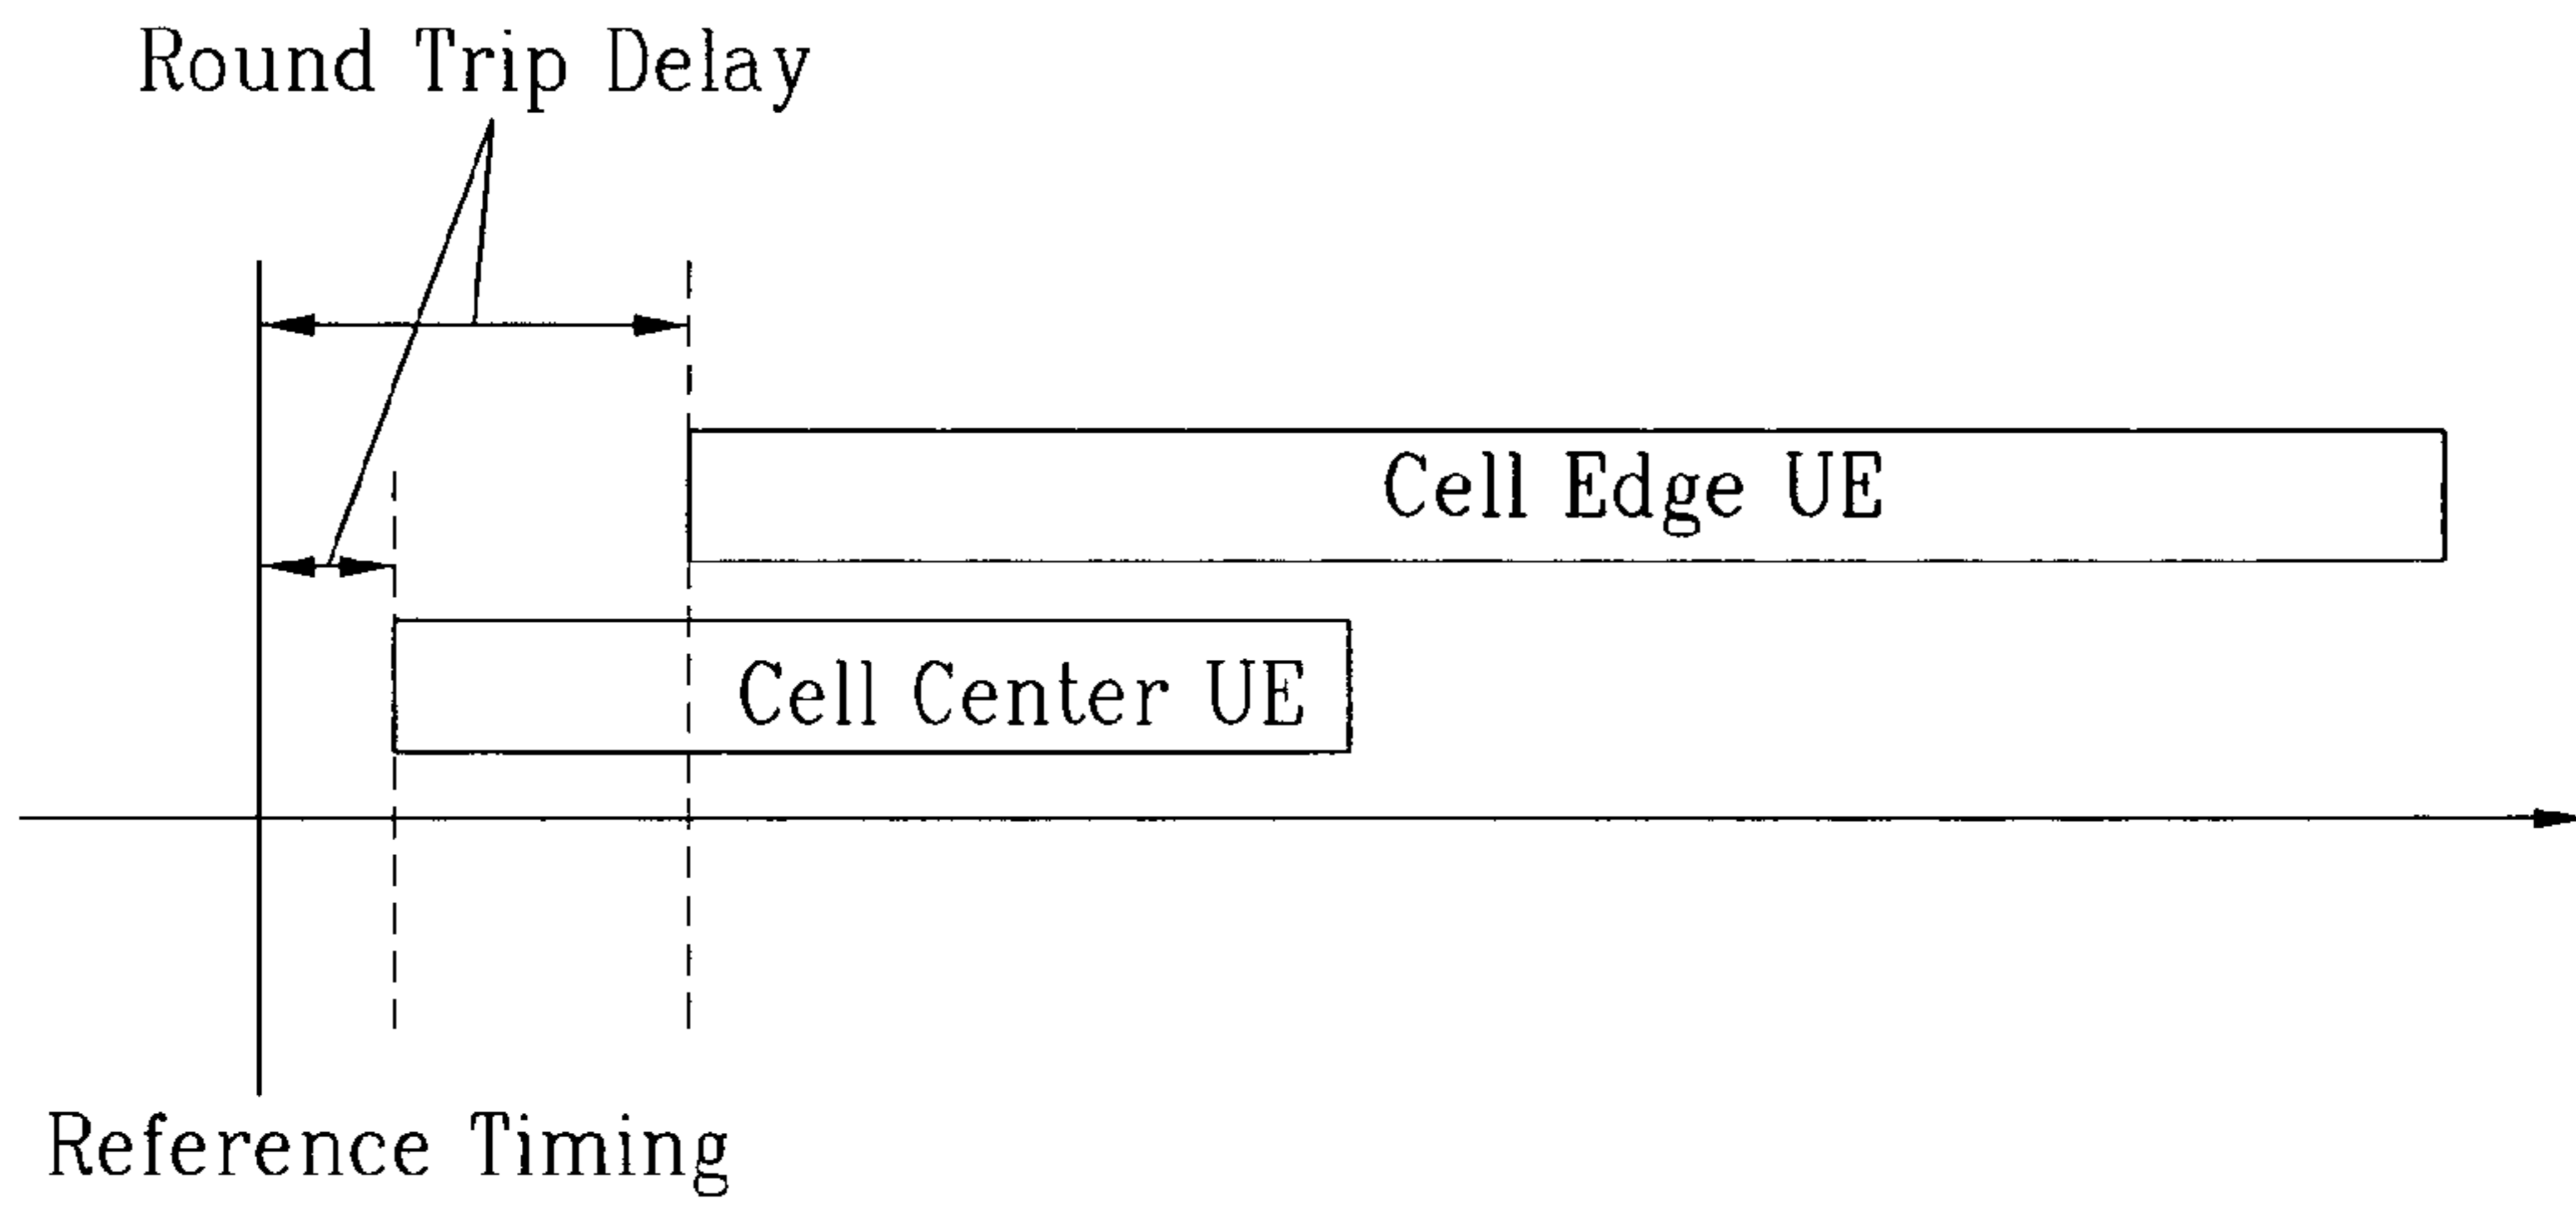 Round Trip Delay
Cell Edge UE
Cell Center UE
Reference Timing